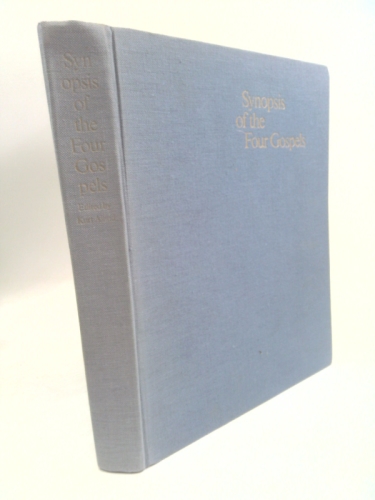 Syn
opsis
of
the
Four
Gos
pels
Synopsis
of the
Four Gospels